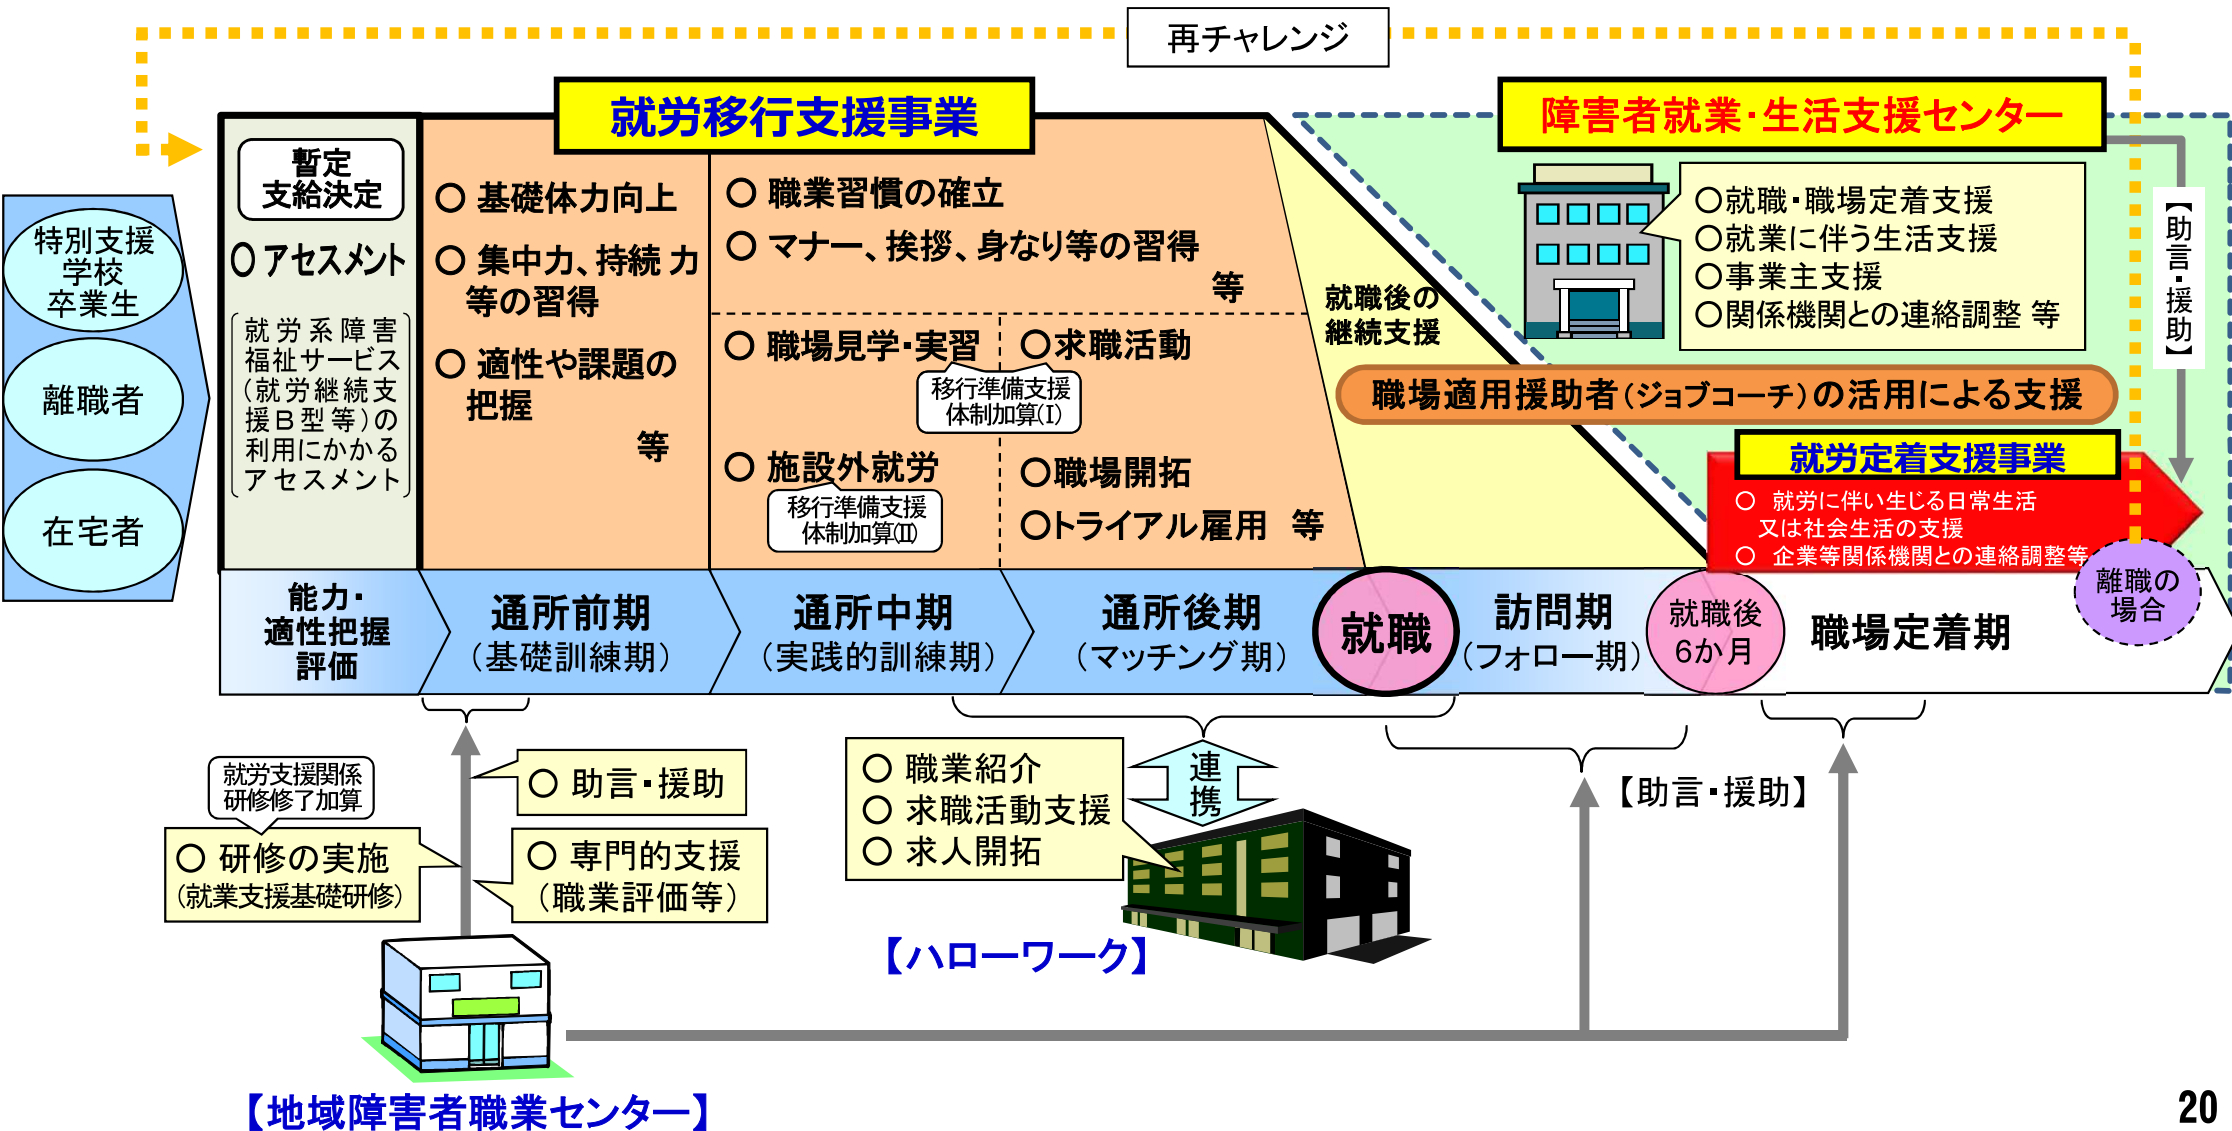 再チャレンジ
就労移行支援事業
障害者就業・生活支援センター
特別支援
学校
卒業生
離職者
在宅者
暫定
支給決定
○ アセスメント
就労系障害
福祉サービス
(就労継続支
援B型等)の
利用にかかる
アセスメント
○ 基礎体力向上
○ 集中力、持続 力
等の習得
○ 適性や課題の
把握
等
○ 職業習慣の確立
○ マナー、挨拶、身なり等の習得
等
○ 職場見学・実習
移行準備支援
体制加算(Ⅰ)
○ 施設外就労
移行準備支援
体制加算(Ⅱ)
○求職活動
○職場開拓
○トライアル雇用 等
就職後の
継続支援
○就職・職場定着支援
○就業に伴う生活支援
○事業主支援
○関係機関との連絡調整 等
【助言・援助】
職場適用援助者(ジョブコーチ)の活用による支援
就労定着支援事業
○ 就労に伴い生じる日常生活
又は社会生活の支援
○ 企業等関係機関との連絡調整等
離職の
場合
能力・
適性把握
評価
通所前期
(基礎訓練期)
通所中期
(実践的訓練期)
通所後期
(マッチング期)
就職
訪問期
(フォロー期)
就職後
6か月
職場定着期
就労支援関係
研修修了加算
○ 研修の実施
(就業支援基礎研修)
○ 助言・援助
○ 専門的支援
(職業評価等)
○ 職業紹介
○ 求職活動支援
○ 求人開拓
連
携
【助言・援助】
【ハローワーク】
【地域障害者職業センター】
20